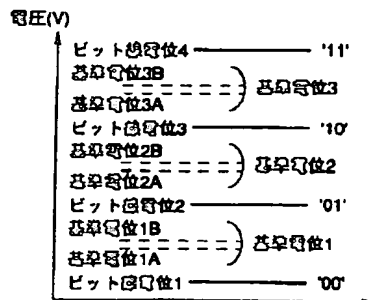 電圧(V)
ビット線電位4 '11'
基準電位3B
基準電位3
基準電位3A
ビット線電位3 '10'
基準電位2B
基準電位2
基準電位2A
ビット線電位2 '01'
基準電位1B
基準電位1
基準電位1A
ビット線電位1 '00'